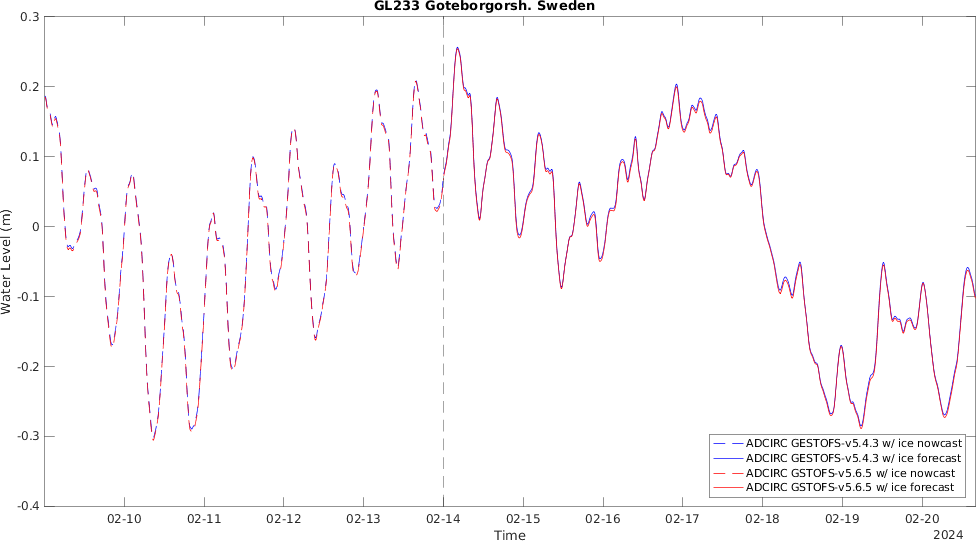 GL233 Goteborgorsh. Sweden
0.3
0.2
0.1
0
-0.1
-0.2
-0.3
-0.4
Water Level (m)
ADCIRC GESTOFS-v5.4.3 w/ ice nowcast
ADCIRC GESTOFS-v5.4.3 w/ ice forecast
ADCIRC GSTOFS-v5.6.5 w/ ice nowcast
ADCIRC GSTOFS-v5.6.5 w/ ice forecast
02-10 02-11 02-12 02-13 02-14 02-15 02-16 02-17 02-18 02-19 02-20
Time
2024